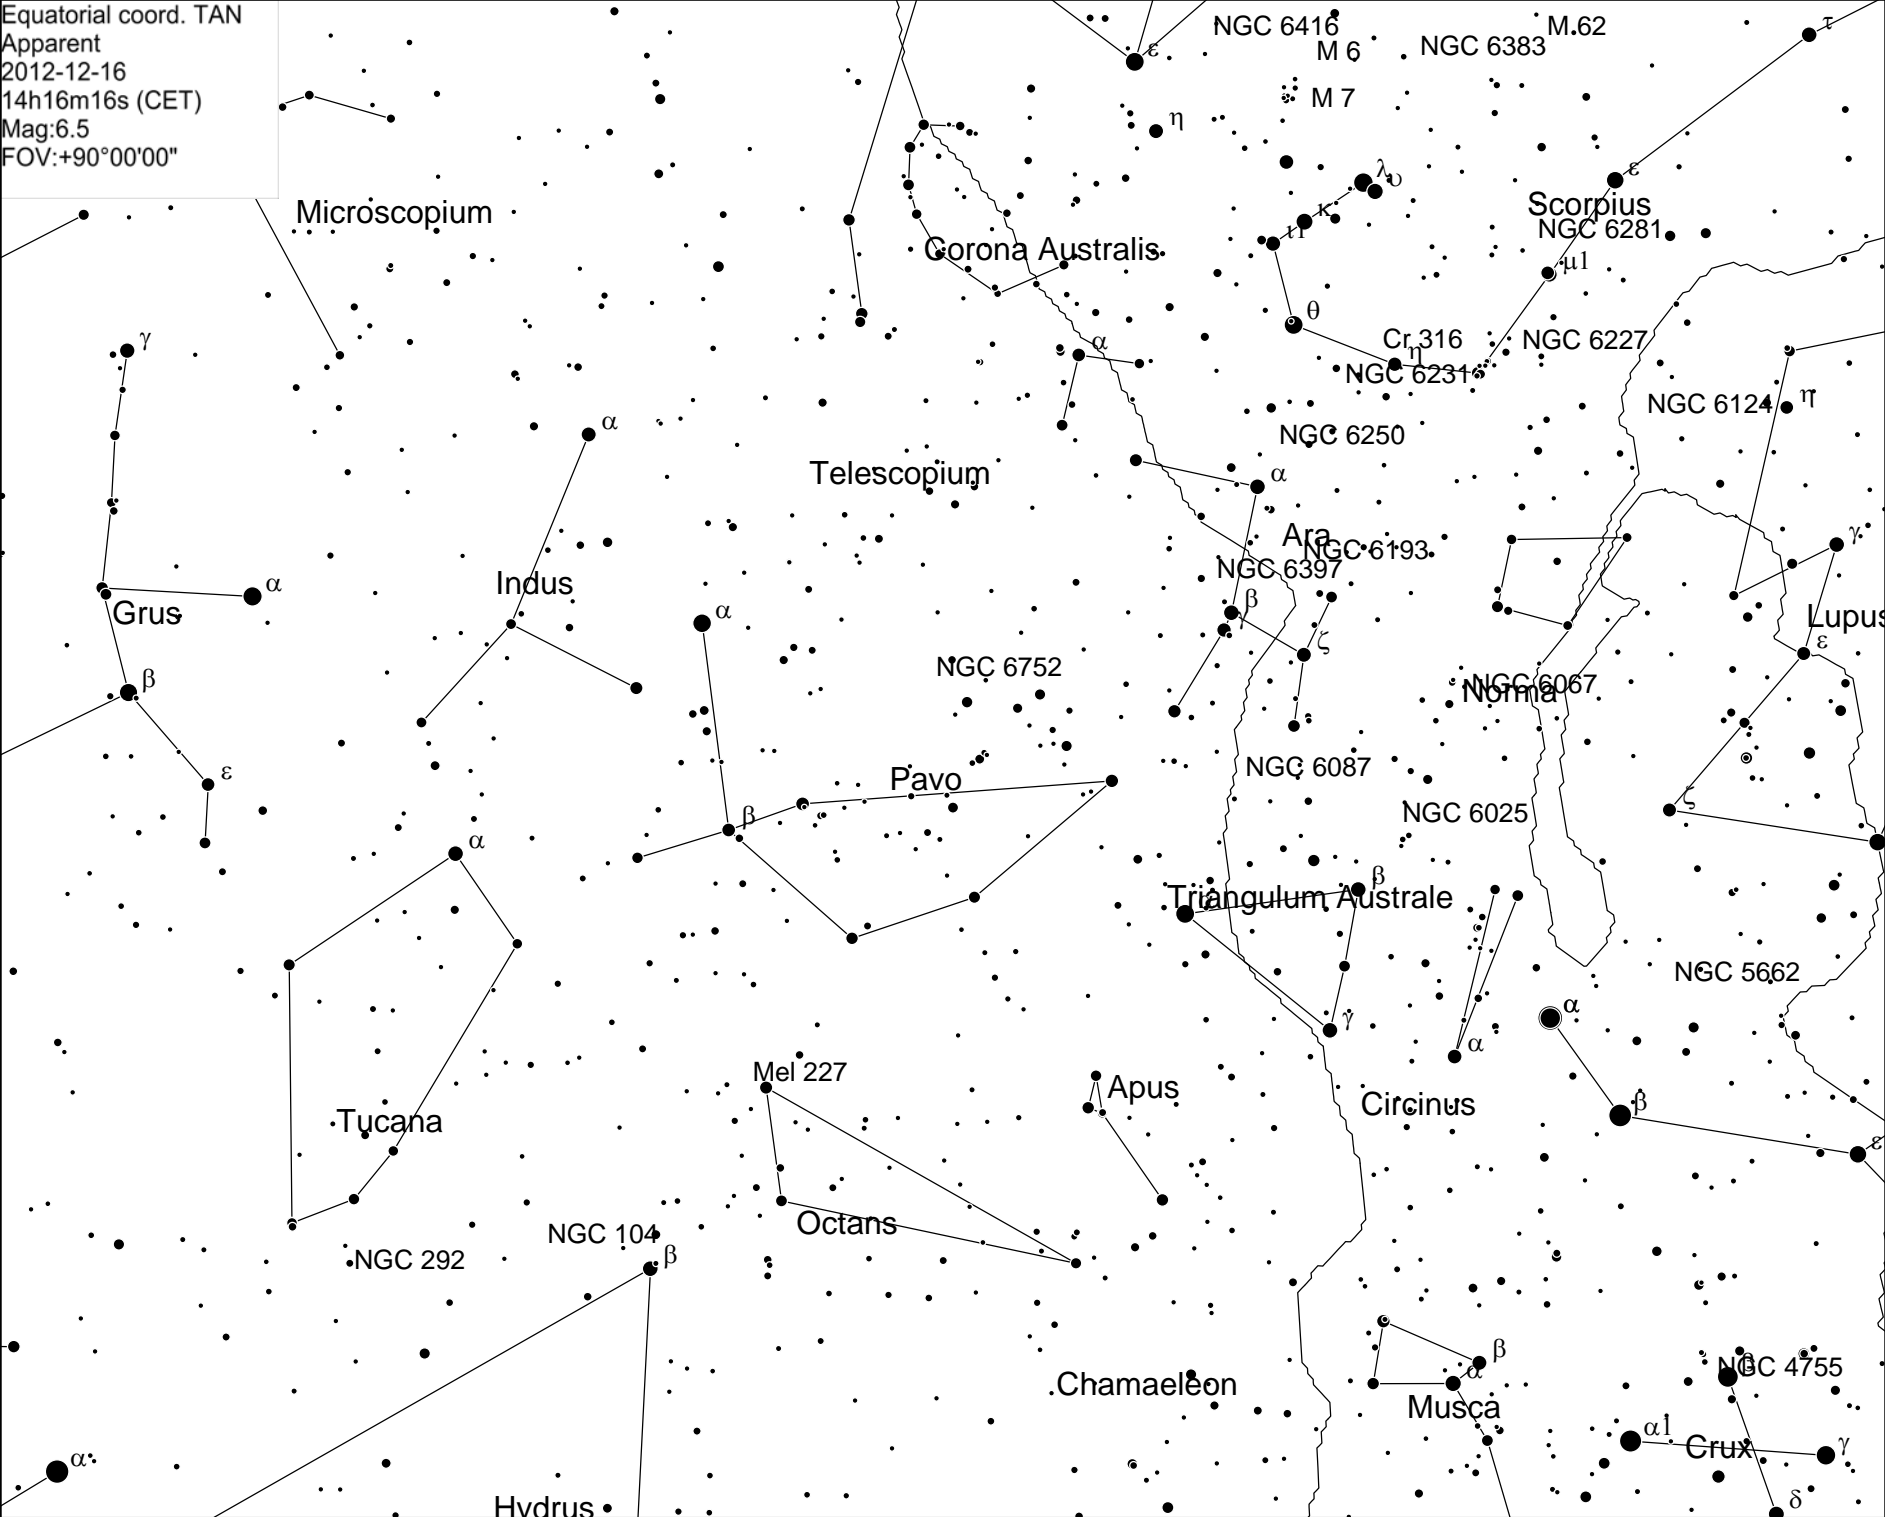 Equatorial coord. TAN
Apparent
2012-12-16
14h16m16s (CET)
Mag:6.5
FOV:+90°00'00"
τ
NGC 6416
M 62
ε
M 6
NGC 6383
M 7
η
λ
υ
ε
Microscopium
κ
Scorpius
ι1
NGC 6281
Corona Australis
μ1
θ
γ
α
Cr 316
NGC 6227
η
NGC 6231
η
NGC 6124
α
NGC 6250
Telescopium
α
Ara
γ
NGC 6193
NGC 6397
Indus
α
β
α
Grus
Lupus
ζ
ε
NGC 6752
β
NGC 6067
Norma
NGC 6087
ε
Pavo
ζ
β
NGC 6025
α
β
Triangulum Australe
NGC 5662
α
γ
α
Mel 227
Apus
Circinus
β
Tucana
ε
Octans
NGC 104
β
NGC 292
β
NGC 4755
β
α
Chamaeleon
Musca
α1
Crux
γ
α
δ
Hydrus